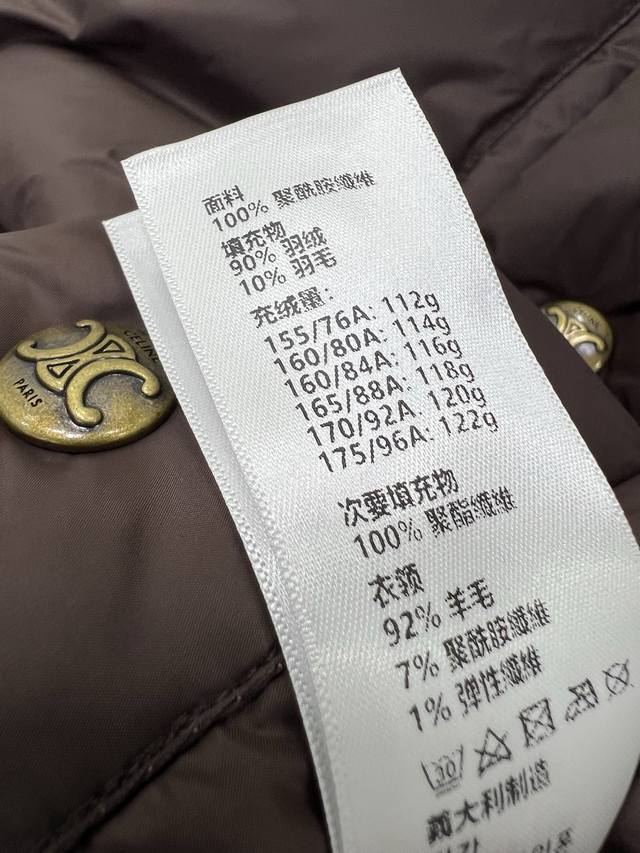 面料
100% 聚酰胺纤维
填充物
90% 羽绒
10% 羽毛
充绒量:
155/76A: 112g
160/80A: 114g
160/84A: 116g
165/88A: 118g
170/92A: 120g
175/96A: 122g
次要填充物
100% 聚酯纤维
衣领
92% 羊毛
7% 聚酰胺纤维
1% 弹性纤维
30
義大利制造
CELINE
PARIS